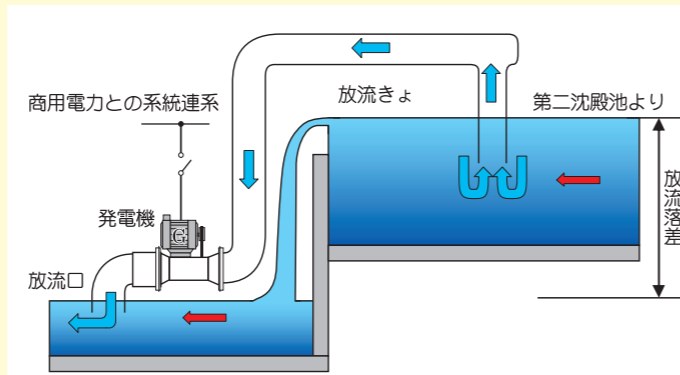 放流きょ
第二沈殿池より
商用電力との系統連系
放流落差
発電機
G
放流口